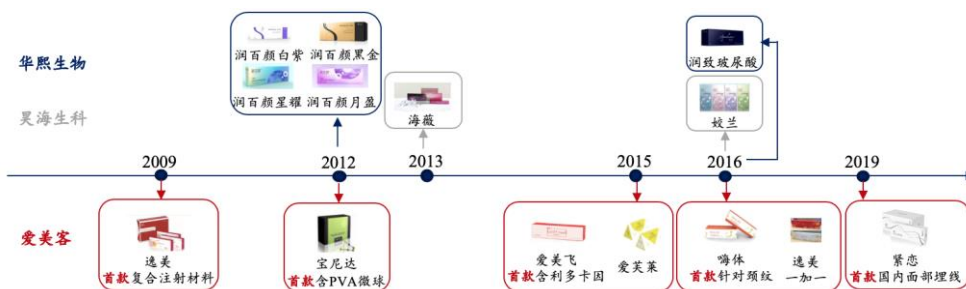 华熙生物
昊海生科
爱美客
润百颜白紫 润百颜黑金
润百颜星耀 润百颜月盈
海薇
润致玻尿酸
姣兰
2009 2012 2013 2015 2016 2019
逸美
首款复合注射材料
宝尼达
首款含PVA微球
爱美飞
首款含利多卡因
爱芙莱
嗨体
首款针对颈纹
逸美
一加一
紧恋
首款国内面部埋线